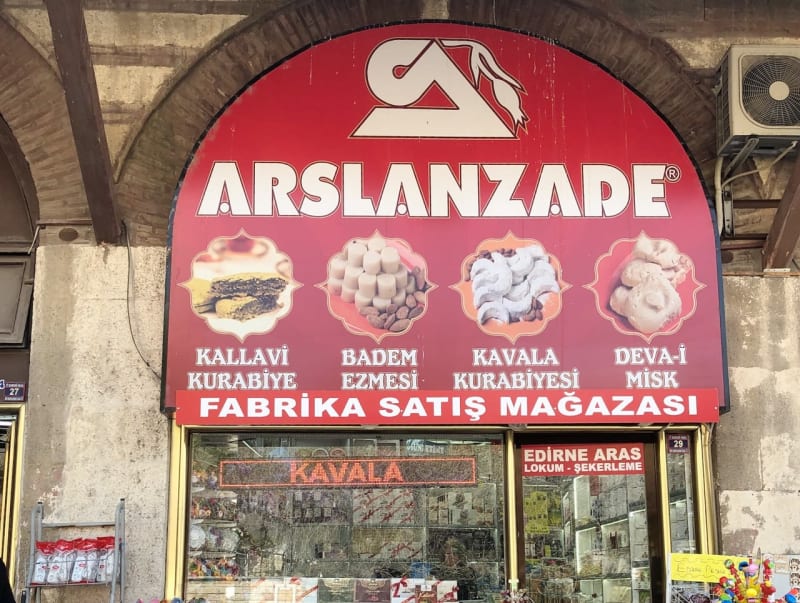 ARSLANZADE®
KALLAVİ
KURABİYE
BADEM
EZMESİ
KAVALA
KURABİYESİ
DEVA-İ
MİSK
FABRİKA SATIŞ MAĞAZASI
EDİRNE ARAS
LOKUM - ŞEKERLEME
KAVALA
27
29